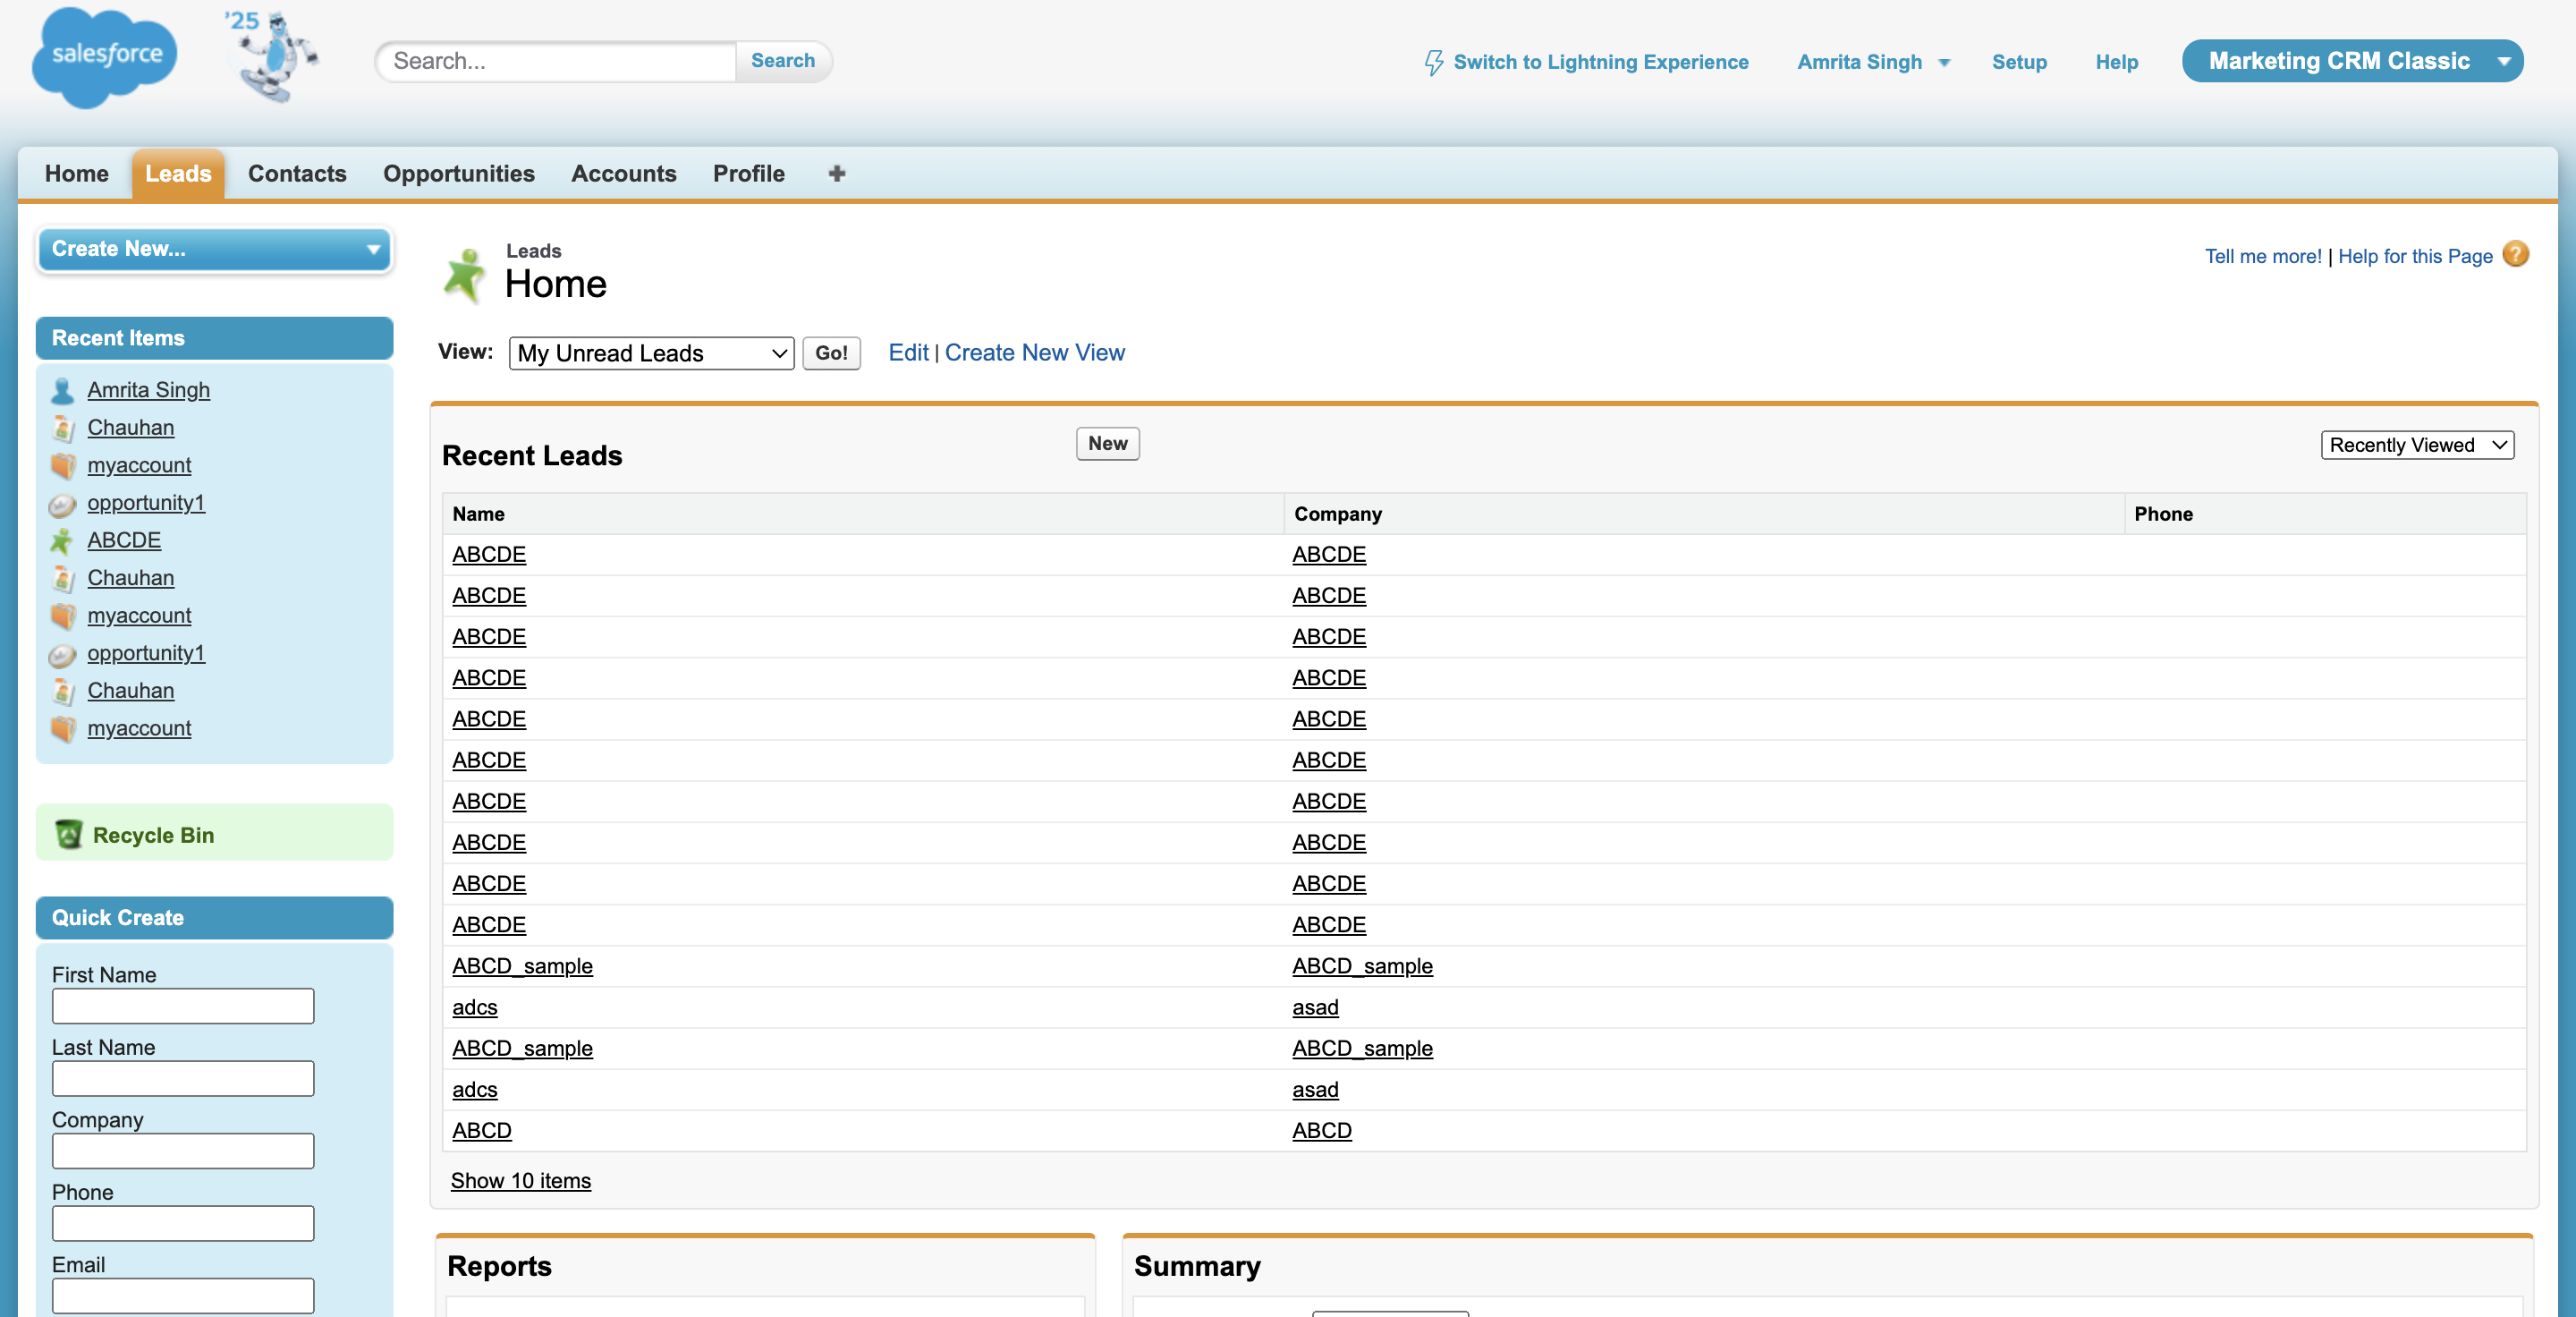 salesforce
'25
Search...
Search
Switch to Lightning Experience
Amrita Singh
Setup
Help
Marketing CRM Classic
Home
Leads
Contacts
Opportunities
Accounts
Profile
Create New...
Recent Items
Amrita Singh
Chauhan
myaccount
opportunity1
ABCDE
Chauhan
myaccount
opportunity1
Chauhan
myaccount
Recycle Bin
Quick Create
First Name
Last Name
Company
Phone
Email
Leads
Home
Tell me more! | Help for this Page
View: My Unread Leads Go! Edit | Create New View
Recent Leads New Recently Viewed
Name Company Phone
ABCDE ABCDE
ABCDE ABCDE
ABCDE ABCDE
ABCDE ABCDE
ABCDE ABCDE
ABCDE ABCDE
ABCDE ABCDE
ABCDE ABCDE
ABCDE ABCDE
ABCDE ABCDE
ABCD_sample ABCD_sample
adcs asad
ABCD_sample ABCD_sample
adcs asad
ABCD ABCD
Show 10 items
Reports
Summary